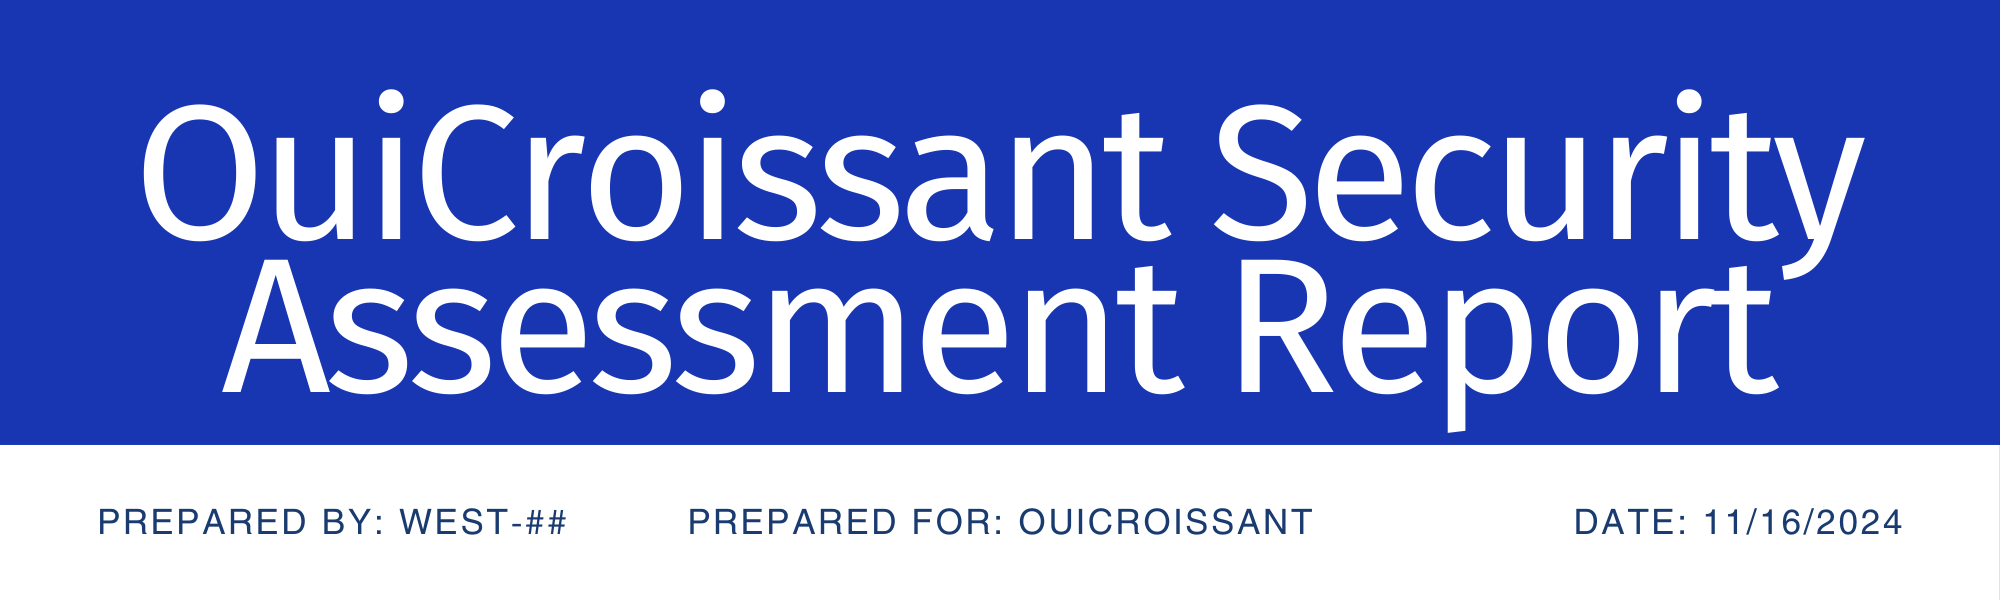 OuiCroissant Security
Assessment Report
PREPARED BY: WEST-## PREPARED FOR: OUICROISSANT DATE: 11/16/2024